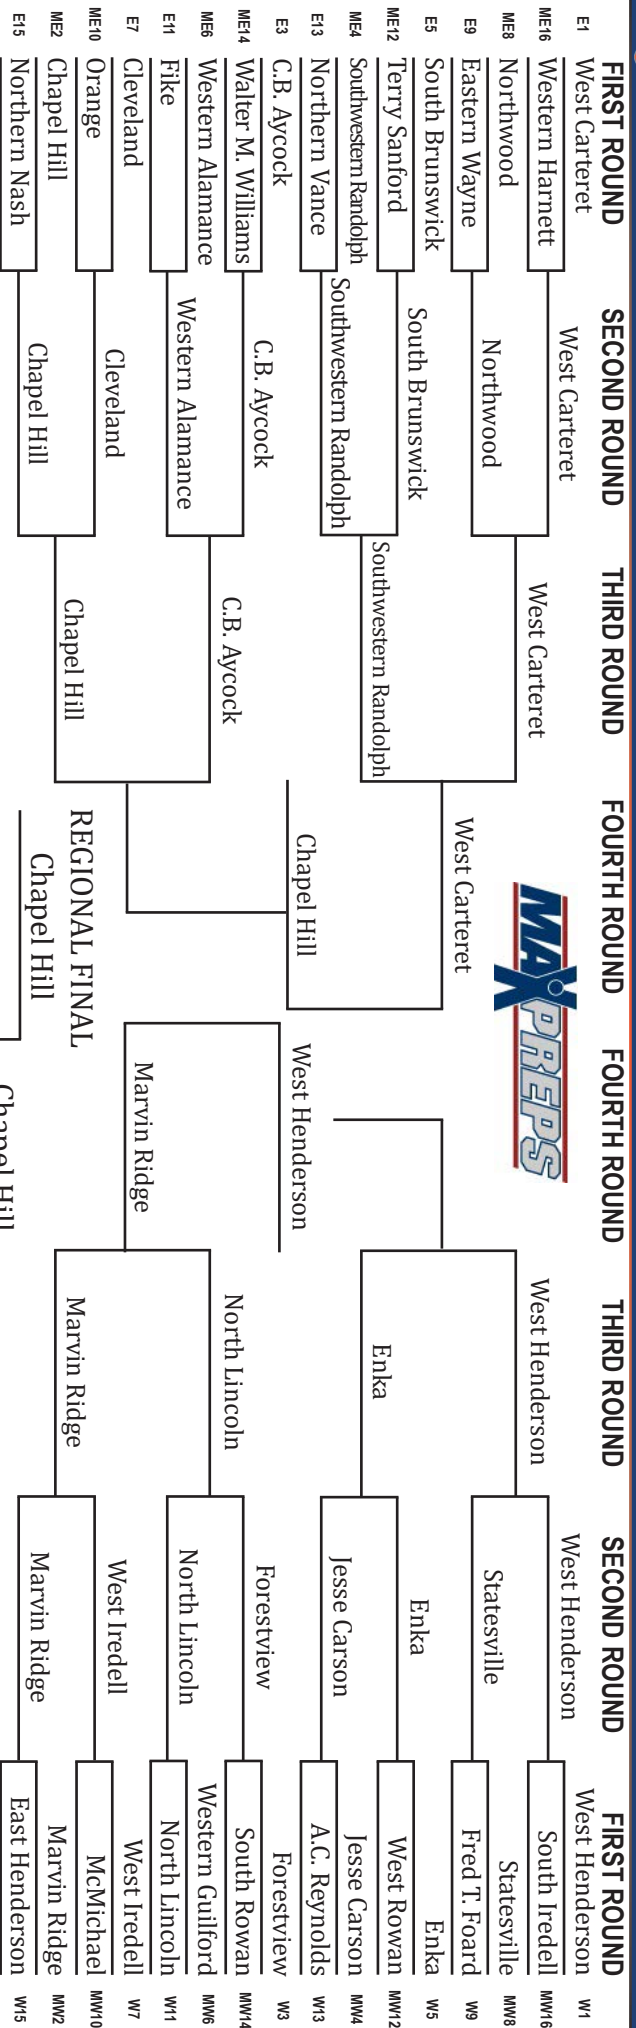 FIRST ROUND SECOND ROUND THIRD ROUND FOURTH ROUND FOURTH ROUND THIRD ROUND SECOND ROUND FIRST ROUND
E1 West Carteret
ME16 Western Harnett
ME8 Northwood
E9 Eastern Wayne
E5 South Brunswick
ME12 Terry Sanford
ME4 Southwestern Randolph
E13 Northern Vance
E3 C.B. Aycock
ME14 Walter M. Williams
ME6 Western Alamance
E11 Fike
E7 Cleveland
ME10 Orange
ME2 Chapel Hill
E15 Northern Nash
West Carteret
Northwood
South Brunswick
Southwestern Randolph
C.B. Aycock
Western Alamance
Cleveland
Chapel Hill
West Carteret
Southwestern Randolph
C.B. Aycock
Chapel Hill
West Carteret
Chapel Hill
MAXPREPS
REGIONAL FINAL
Chapel Hill
Chapel Hill
West Henderson
Marvin Ridge
West Henderson
Enka
North Lincoln
Marvin Ridge
West Henderson
Statesville
Enka
Jesse Carson
Forestview
North Lincoln
West Iredell
Marvin Ridge
West Henderson W1
South Iredell MW16
Statesville MW8
Fred T. Foard W9
Enka W5
West Rowan MW12
Jesse Carson MW4
A.C. Reynolds W13
Forestview W3
South Rowan MW14
Western Guilford MW6
North Lincoln W11
West Iredell W7
McMichael MW10
Marvin Ridge MW2
East Henderson W15